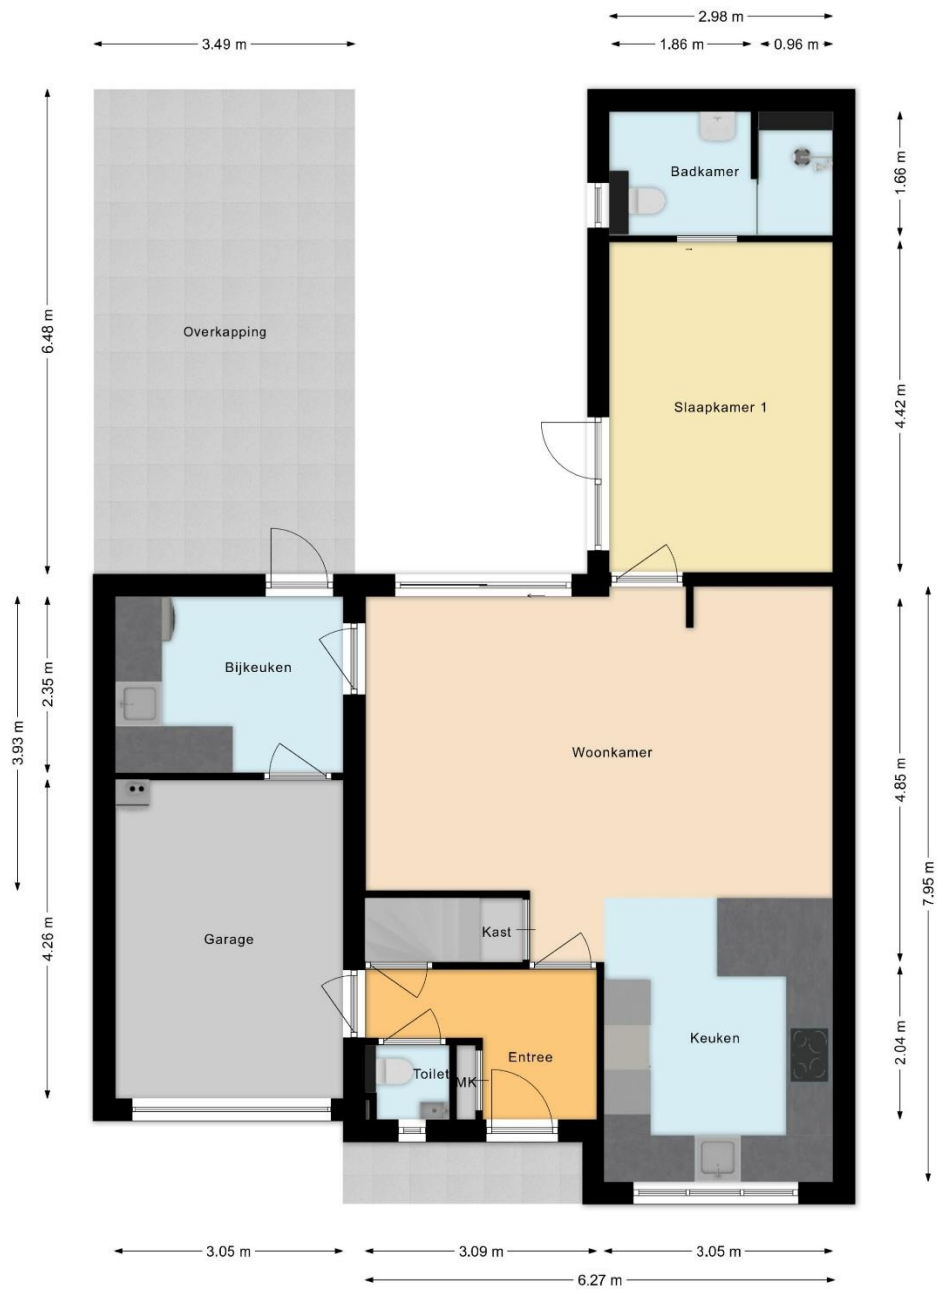 2.98 m
3.49 m
1.86 m
0.96 m
Badkamer
1.66 m
6.48 m
Overkapping
Slaapkamer 1
4.42 m
Bijkeuken
2.35 m
3.93 m
Woonkamer
4.85 m
7.95 m
Garage
4.26 m
Kast
Keuken
2.04 m
Entree
Toilet
MK
3.05 m
3.09 m
3.05 m
6.27 m